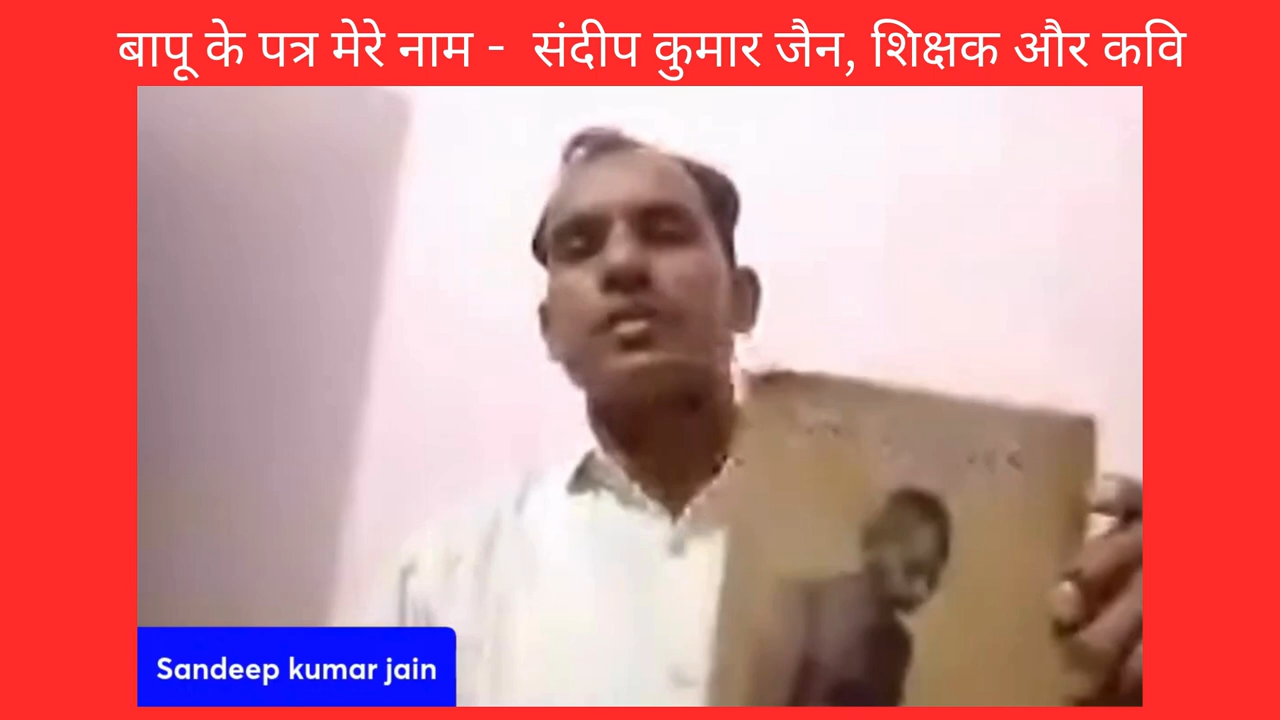 बापू के पत्र मेरे नाम - संदीप कुमार जैन, शिक्षक और कवि
Sandeep kumar jain